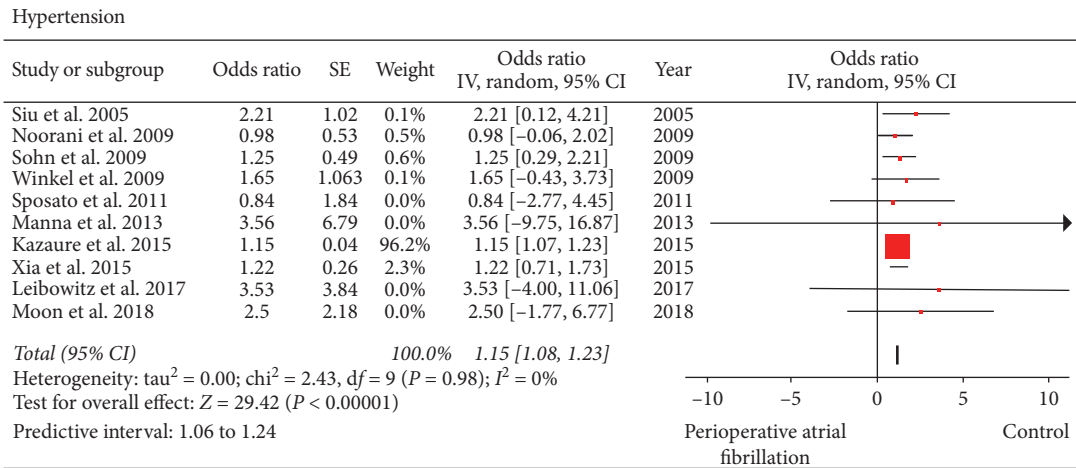 Hypertension
Study or subgroup Odds ratio SE Weight Odds ratio IV, random, 95% CI Year Odds ratio IV, random, 95% CI
Siu et al. 2005 2.21 1.02 0.1% 2.21 [0.12, 4.21] 2005
Noorani et al. 2009 0.98 0.53 0.5% 0.98 [–0.06, 2.02] 2009
Sohn et al. 2009 1.25 0.49 0.6% 1.25 [0.29, 2.21] 2009
Winkel et al. 2009 1.65 1.063 0.1% 1.65 [–0.43, 3.73] 2009
Sposato et al. 2011 0.84 1.84 0.0% 0.84 [–2.77, 4.45] 2011
Manna et al. 2013 3.56 6.79 0.0% 3.56 [–9.75, 16.87] 2013
Kazaure et al. 2015 1.15 0.04 96.2% 1.15 [1.07, 1.23] 2015
Xia et al. 2015 1.22 0.26 2.3% 1.22 [0.71, 1.73] 2015
Leibowitz et al. 2017 3.53 3.84 0.0% 3.53 [–4.00, 11.06] 2017
Moon et al. 2018 2.5 2.18 0.0% 2.50 [–1.77, 6.77] 2018
Total (95% CI) 100.0% 1.15 [1.08, 1.23]
Heterogeneity: tau² = 0.00; chi² = 2.43, df = 9 (P = 0.98); I² = 0%
Test for overall effect: Z = 29.42 (P < 0.00001)
Predictive interval: 1.06 to 1.24
–10 –5 0 5 10
Perioperative atrial fibrillation Control